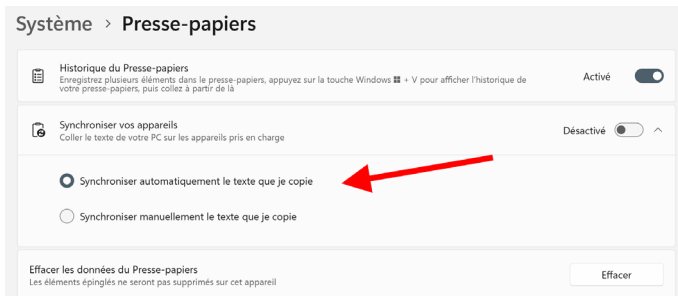 Système > Presse-papiers
Historique du Presse-papiers
Enregistrez plusieurs éléments dans le presse-papiers, appuyez sur la touche Windows + V pour afficher l'historique de
votre presse-papiers, puis collez à partir de là
Activé
Synchroniser vos appareils
Coller le texte de votre PC sur les appareils pris en charge
Désactivé
Synchroniser automatiquement le texte que je copie
Synchroniser manuellement le texte que je copie
Effacer les données du Presse-papiers
Les éléments épinglés ne seront pas supprimés sur cet appareil
Effacer